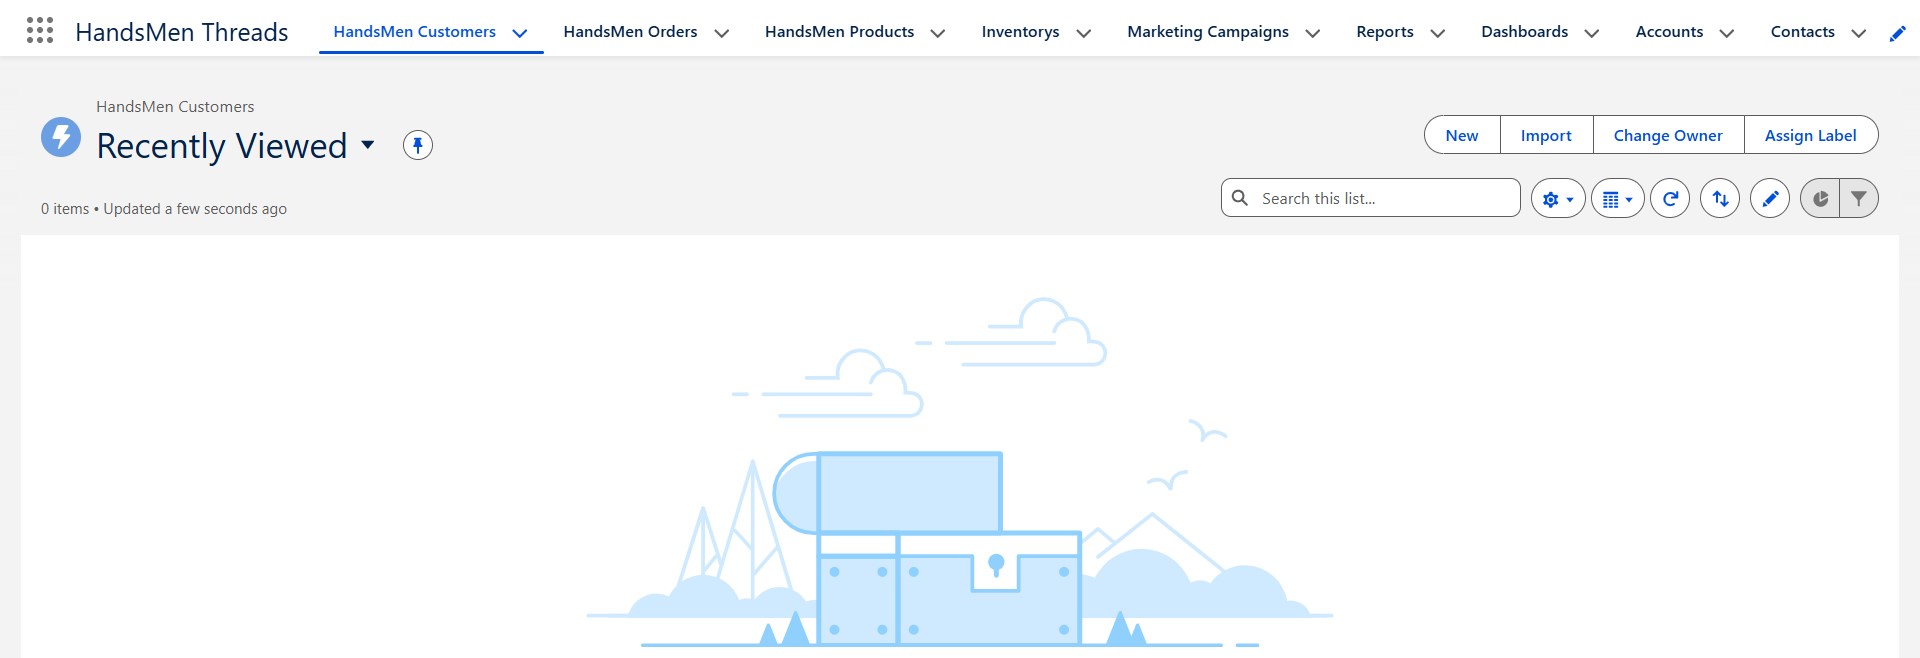 HandsMen Threads
HandsMen Customers
HandsMen Orders
HandsMen Products
Inventorys
Marketing Campaigns
Reports
Dashboards
Accounts
Contacts
HandsMen Customers
Recently Viewed
New
Import
Change Owner
Assign Label
0 items • Updated a few seconds ago
Search this list...